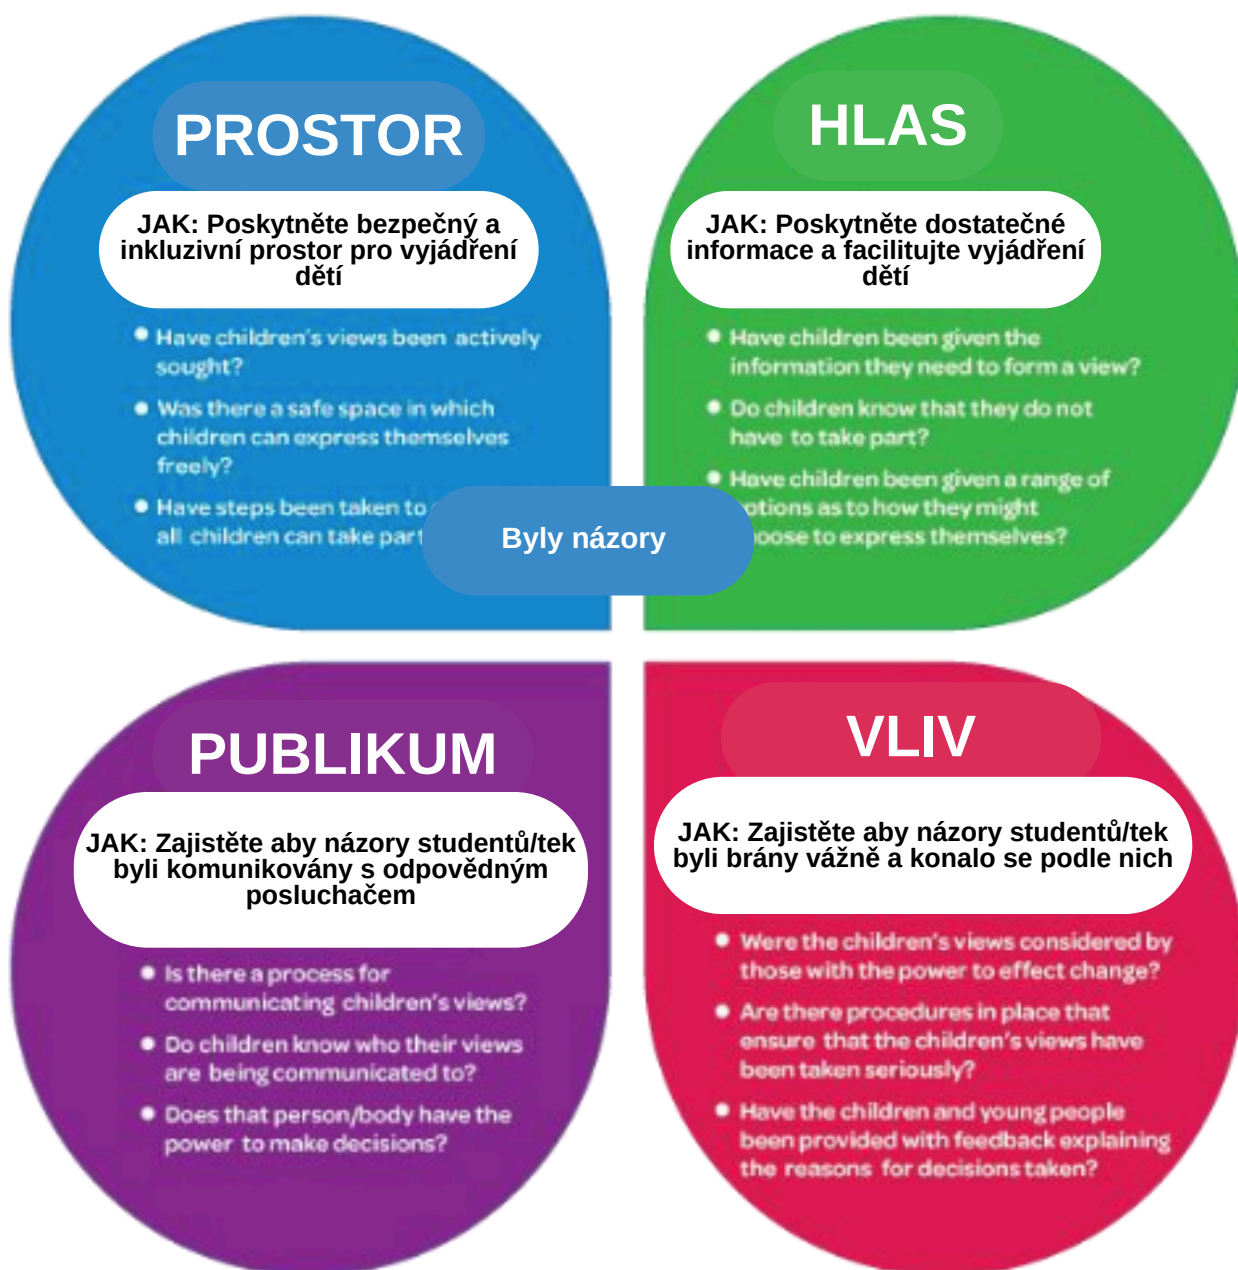 PROSTOR
JAK: Poskytněte bezpečný a
inkluzivní prostor pro vyjádření
dětí
Have children's views been actively
sought?
Was there a safe space in which
children can express themselves
freely?
Have steps been taken to
all children can take part
HLAS
JAK: Poskytněte dostatečné
informace a facilitujte vyjádření
dětí
Have children been given the
information they need to form a view?
Do children know that they do not
have to take part?
Have children been given a range of
as to how they might
to express themselves?
Byly názory
PUBLIKUM
JAK: Zajistěte aby názory studentů/tek
byli komunikovány s odpovědným
posluchačem
Is there a process for
communicating children's views?
Do children know who their views
are being communicated to?
Does that person/body have the
power to make decisions?
VLIV
JAK: Zajistěte aby názory studentů/tek
byli brány vážně a konalo se podle nich
Were the children's views considered by
those with the power to effect change?
Are there procedures in place that
ensure that the children's views have
been taken seriously?
Have the children and young people
been provided with feedback explaining
the reasons for decisions taken?